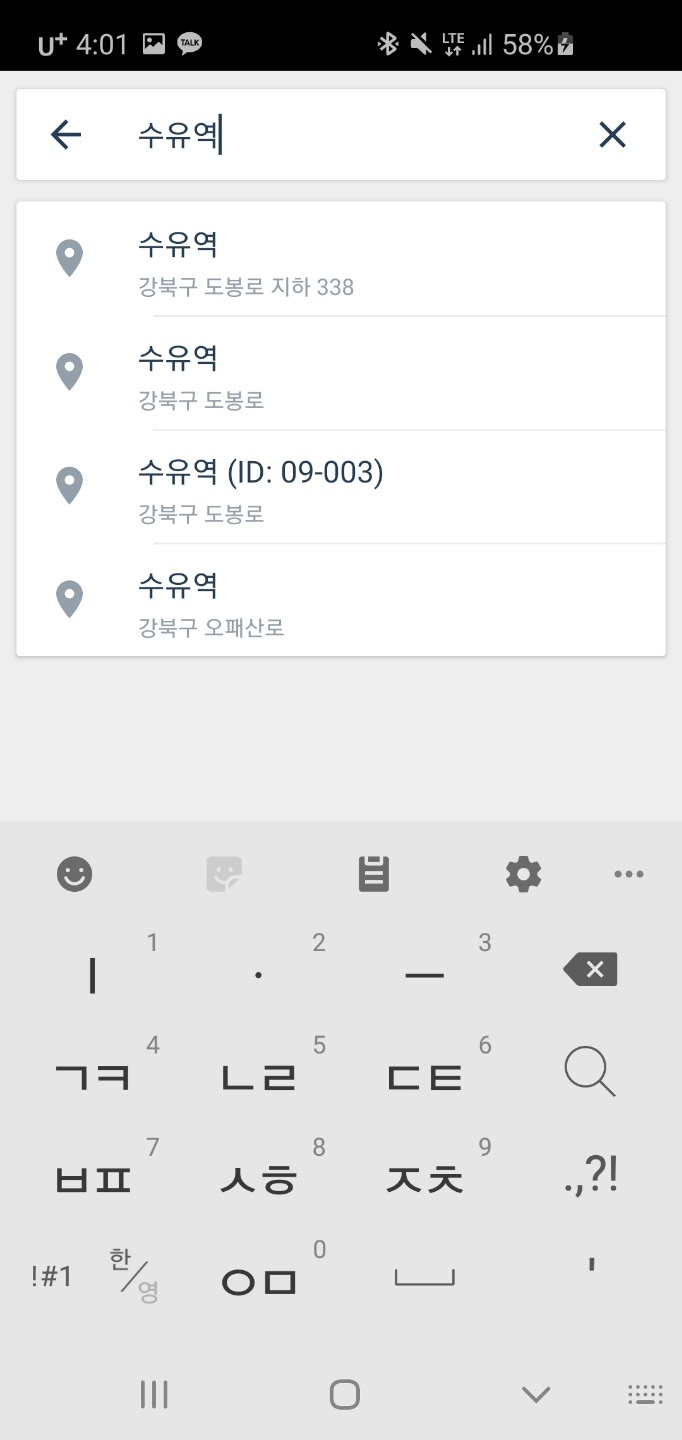 U+ 4:01 TALK LTE 58%
수유역
수유역
강북구 도봉로 지하 338
수유역
강북구 도봉로
수유역 (ID: 09-003)
강북구 도봉로
수유역
강북구 오패산로
ㅣ 1 · 2 ㅡ 3
ㄱㅋ 4 ㄴㄹ 5 ㄷㅌ 6
ㅂㅍ 7 ㅅㅎ 8 ㅈㅊ 9 .,?!
!#1 한/영 ㅇㅁ 0 '